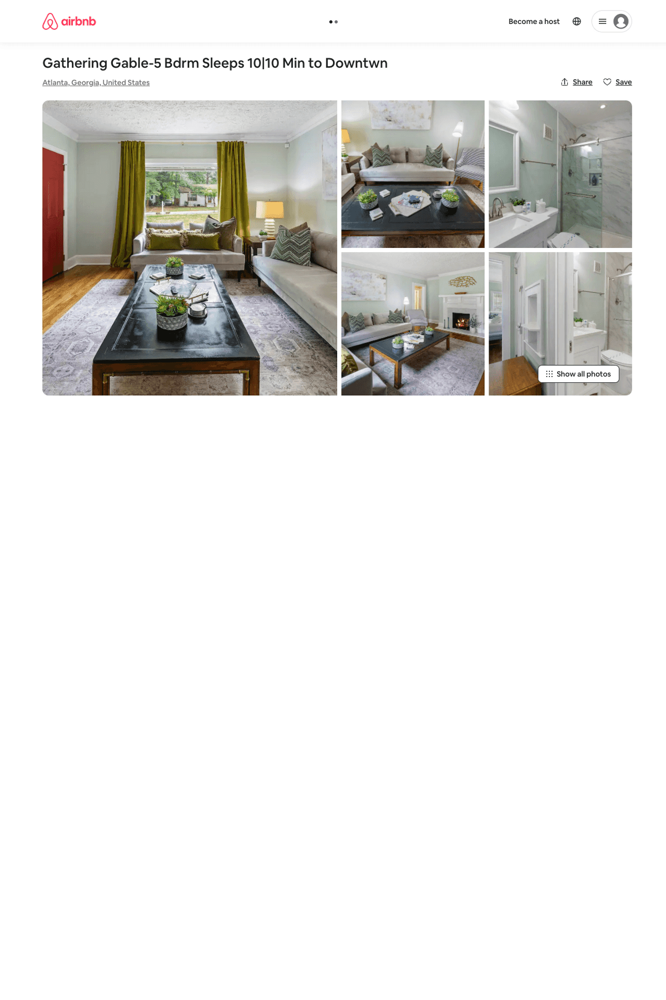 airbnb
Become a host
Gathering Gable-5 Bdrm Sleeps 10|10 Min to Downtwn
Atlanta, Georgia, United States
Share
Save
Show all photos